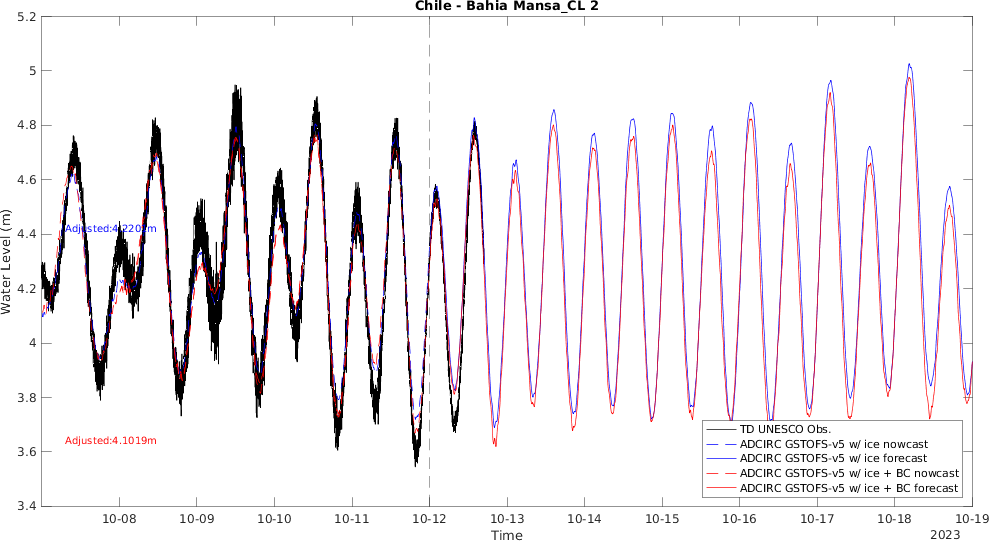 Chile - Bahia Mansa_CL 2
5.2
5
4.8
4.6
4.4
4.2
4
3.8
3.6
3.4
Water Level (m)
Adjusted:4.2202m
Adjusted:4.1019m
TD UNESCO Obs.
ADCIRC GSTOFS-v5 w/ ice nowcast
ADCIRC GSTOFS-v5 w/ ice forecast
ADCIRC GSTOFS-v5 w/ ice + BC nowcast
ADCIRC GSTOFS-v5 w/ ice + BC forecast
10-08 10-09 10-10 10-11 10-12 10-13 10-14 10-15 10-16 10-17 10-18 10-19
Time
2023